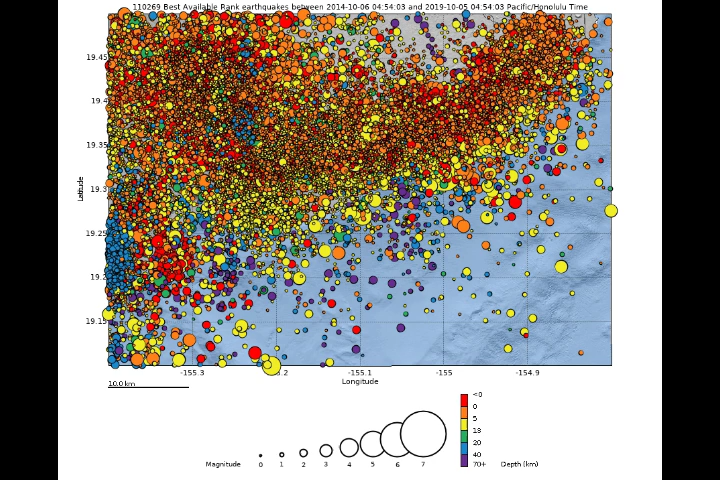 110269 Best Available Rank earthquakes between 2014-10-06 04:54:03 and 2019-10-05 04:54:03 Pacific/Honolulu Time
19.45
19.4
19.35
19.3
19.25
19.2
19.15
Latitude
-155.3
-155.1
-155
-154.9
Longitude
10.0 km
<0
0
5
13
20
40
70+
Magnitude
0 1 2 3 4 5 6 7
Depth (km)